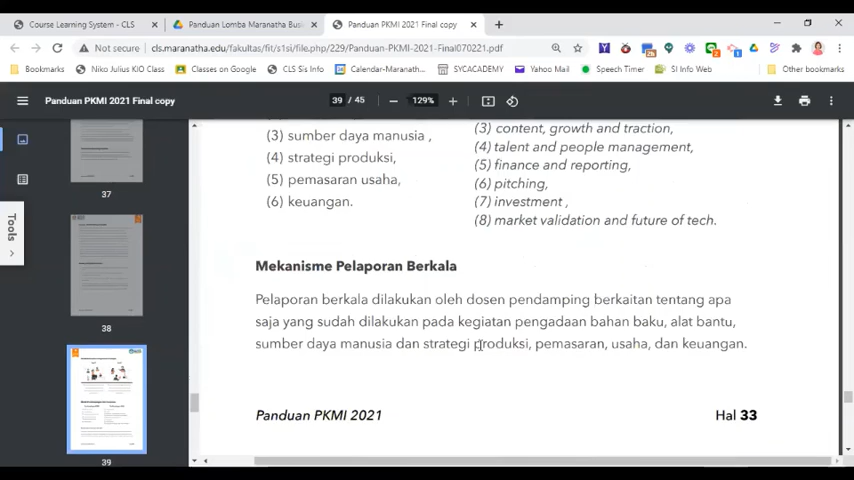 Course Learning System - CLS
Panduan Lomba Maranatha Busi
Panduan PKMI 2021 Final copy
Not secure
cls.maranatha.edu/fakultas/fit/s1si/file.php/229/Panduan-PKMI-2021-Final070221.pdf
Bookmarks
Niko Julius KIO Class
Classes on Google
CLS Sis Info
Calendar-Maranath...
SYCACADEMY
Yahoo Mail
Speech Timer
SI Info Web
Other bookmarks
Panduan PKMI 2021 Final copy
39 / 45
129%
Tools
37
38
39
(3) sumber daya manusia ,
(4) strategi produksi,
(5) pemasaran usaha,
(6) keuangan.
(3) content, growth and traction,
(4) talent and people management,
(5) finance and reporting,
(6) pitching,
(7) investment ,
(8) market validation and future of tech.
Mekanisme Pelaporan Berkala
Pelaporan berkala dilakukan oleh dosen pendamping berkaitan tentang apa
saja yang sudah dilakukan pada kegiatan pengadaan bahan baku, alat bantu,
sumber daya manusia dan strategi produksi, pemasaran, usaha, dan keuangan.
Panduan PKMI 2021
Hal 33